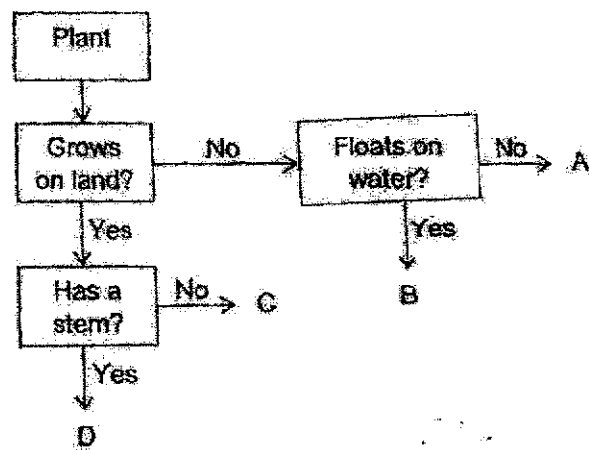 Plant
Grows
on land?
No
Floats on
water?
No
A
Yes
Yes
B
Has a
stem?
No
C
Yes
D